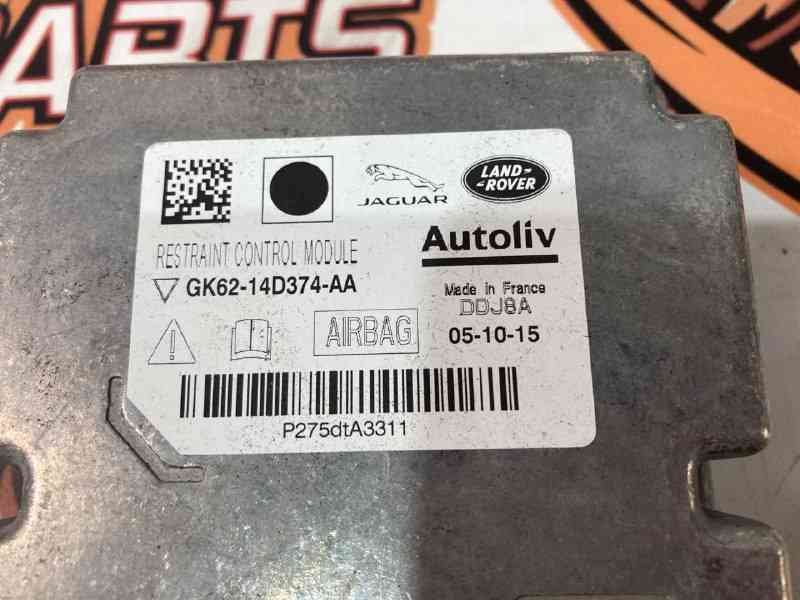 PARTS
JAGUAR
LAND ROVER
RESTRAINT CONTROL MODULE
GK62-14D374-AA
Autoliv
Made in France
DDJ8A
AIRBAG
05-10-15
P275dtA3311